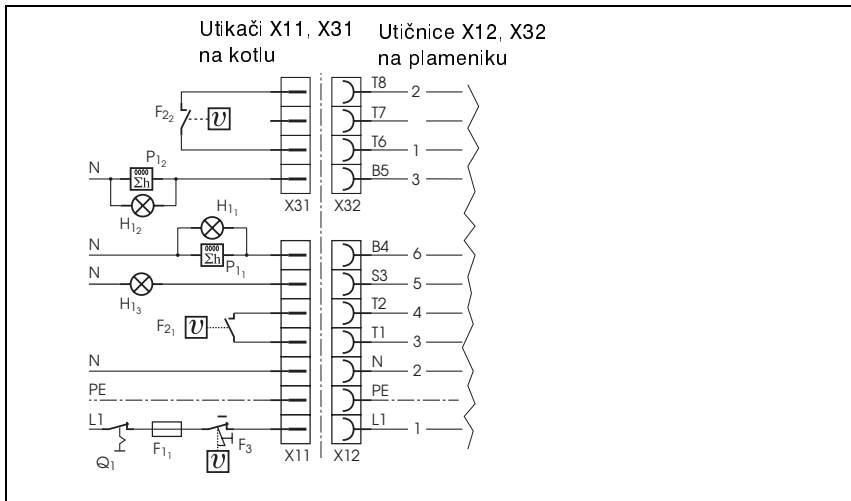 Utikači X11, X31
na kotlu
Utičnice X12, X32
na plameniku
T8 2
F2₂ υ
T7
T6 1
N P1₂ 0000 Σh B5 3
H1₂
X31 X32
H1₁
N 0000 Σh P1₁ B4 6
N S3 5
H1₃
T2 4
F2₁ υ
T1 3
N N 2
PE PE
L1 L1 1
Q1 F1₁ υ F3
X11 X12